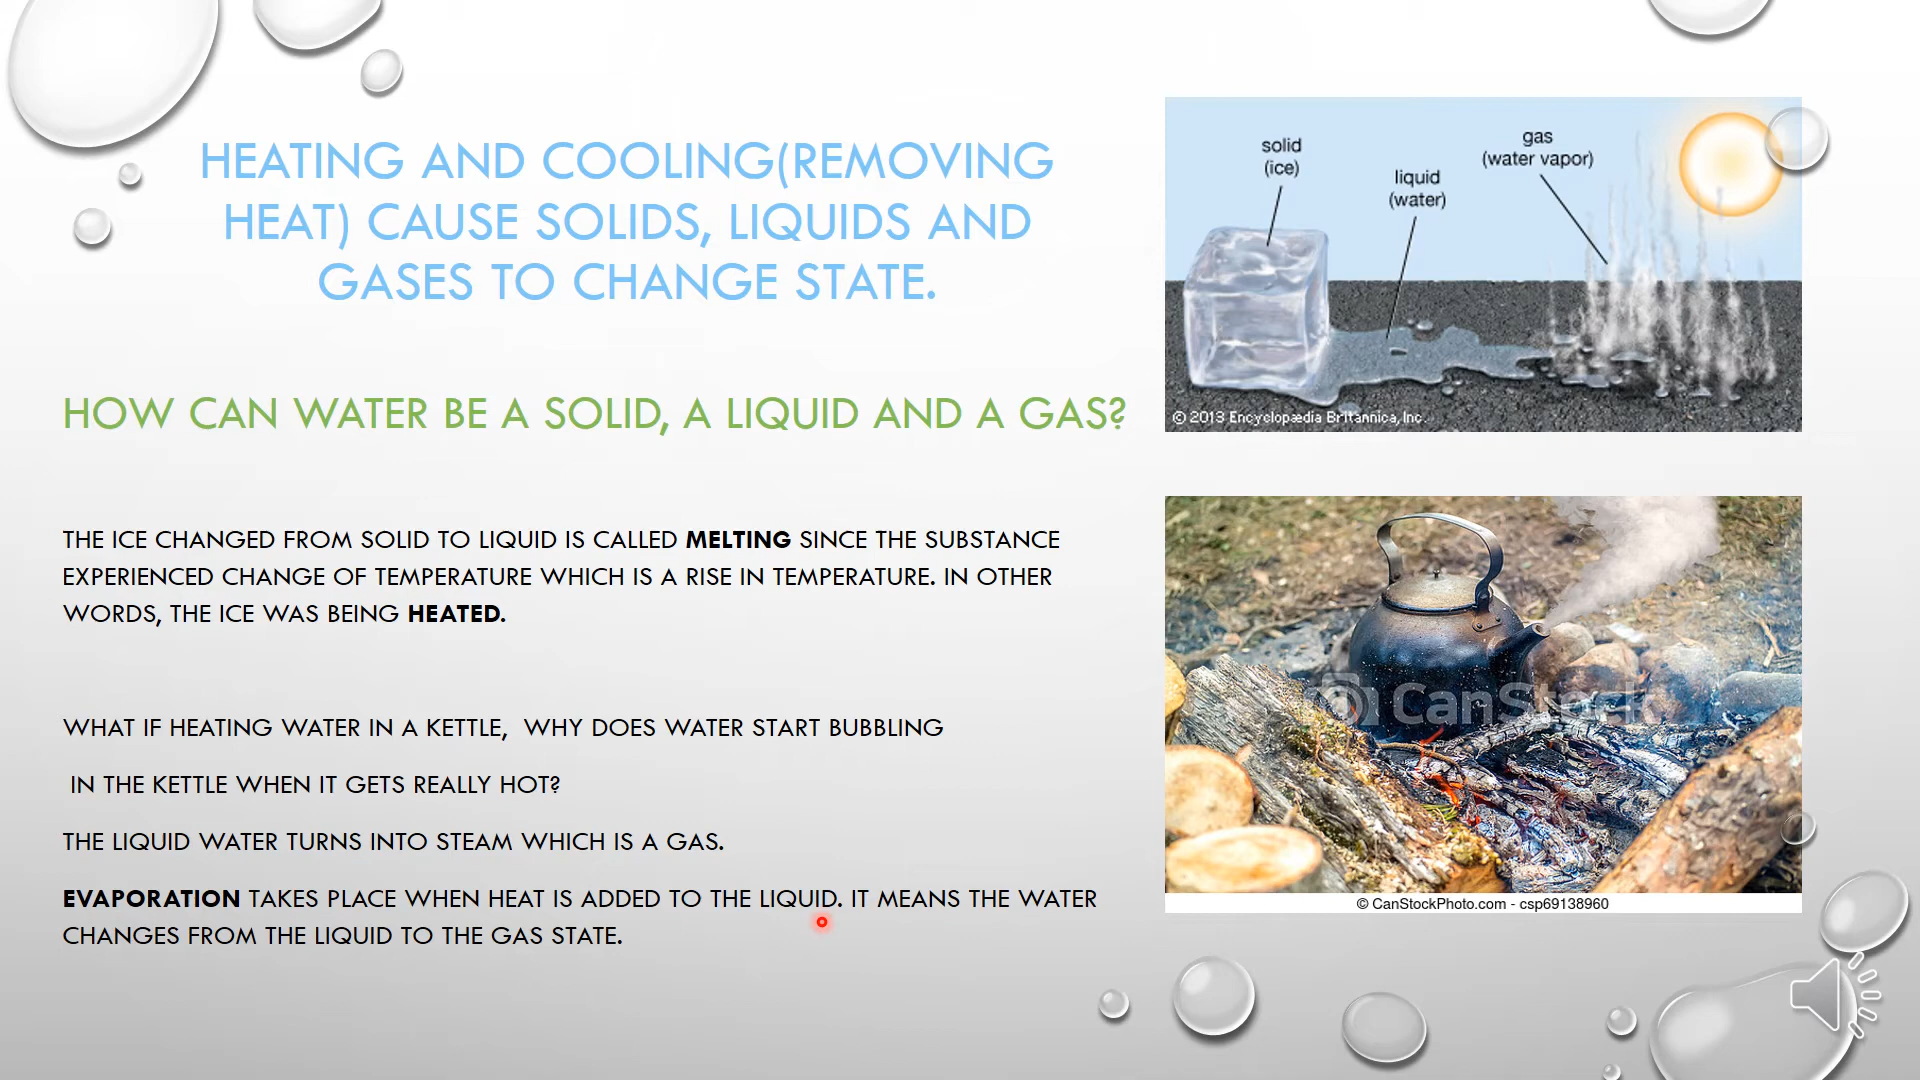 HEATING AND COOLING(REMOVING
HEAT) CAUSE SOLIDS, LIQUIDS AND
GASES TO CHANGE STATE.
HOW CAN WATER BE A SOLID, A LIQUID AND A GAS?
THE ICE CHANGED FROM SOLID TO LIQUID IS CALLED MELTING SINCE THE SUBSTANCE
EXPERIENCED CHANGE OF TEMPERATURE WHICH IS A RISE IN TEMPERATURE. IN OTHER
WORDS, THE ICE WAS BEING HEATED.
WHAT IF HEATING WATER IN A KETTLE, WHY DOES WATER START BUBBLING
IN THE KETTLE WHEN IT GETS REALLY HOT?
THE LIQUID WATER TURNS INTO STEAM WHICH IS A GAS.
EVAPORATION TAKES PLACE WHEN HEAT IS ADDED TO THE LIQUID. IT MEANS THE WATER
CHANGES FROM THE LIQUID TO THE GAS STATE.
solid
(ice)
liquid
(water)
gas
(water vapor)
© 2013 Encyclopædia Britannica, Inc.
CanStock
© CanStockPhoto.com - csp69138960